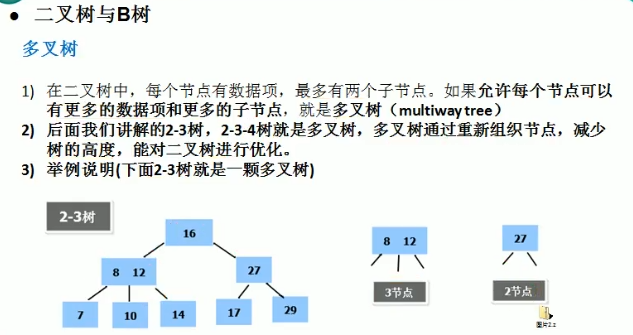 ● 二叉树与B树
多叉树
1) 在二叉树中，每个节点有数据项，最多有两个子节点。如果允许每个节点可以
有更多的数据项和更多的子节点，就是多叉树（multiway tree）
2) 后面我们讲解的2-3树，2-3-4树就是多叉树，多叉树通过重新组织节点，减少
树的高度，能对二叉树进行优化。
3) 举例说明(下面2-3树就是一颗多叉树)
2-3树
16
8 12
27
7
10
14
17
29
8 12
3节点
27
2节点
图片2.z